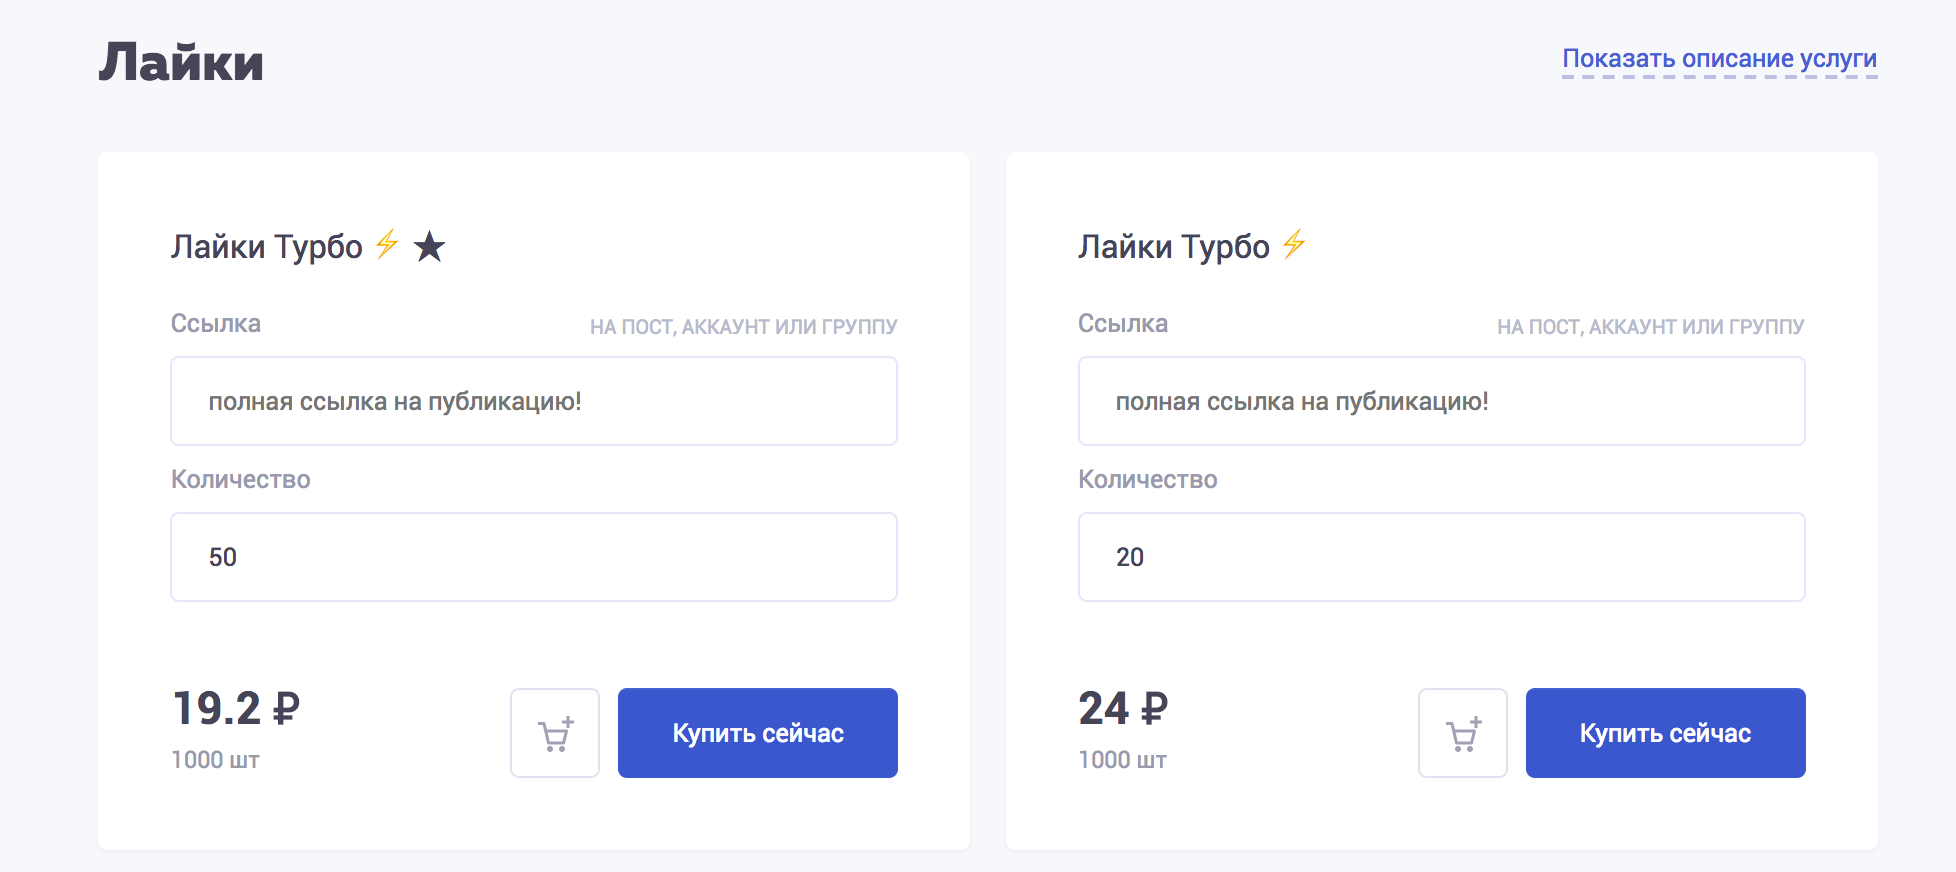 Лайки
Показать описание услуги
Лайки Турбо ⚡ ★
Ссылка
НА ПОСТ, АККАУНТ ИЛИ ГРУППУ
полная ссылка на публикацию!
Количество
50
19.2 ₽
1000 шт
Купить сейчас
Лайки Турбо ⚡
Ссылка
НА ПОСТ, АККАУНТ ИЛИ ГРУППУ
полная ссылка на публикацию!
Количество
20
24 ₽
1000 шт
Купить сейчас